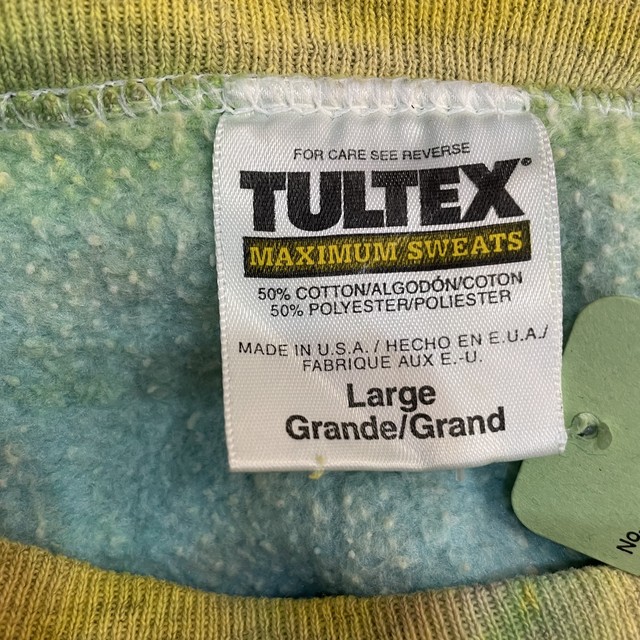 FOR CARE SEE REVERSE
TULTEX®
MAXIMUM SWEATS
50% COTTON/ALGODÓN/COTON
50% POLYESTER/POLIESTER
MADE IN U.S.A. / HECHO EN E.U.A./
FABRIQUE AUX E.-U.
Large
Grande/Grand
No.